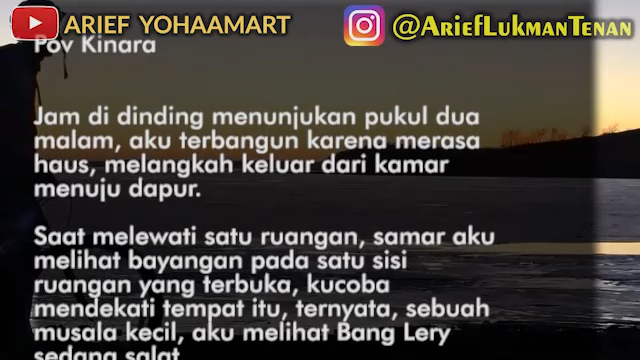 ARIEF YOHAAMART
@AriefLukmanTenan
Pov Kinara
Jam di dinding menunjukan pukul dua
malam, aku terbangun karena merasa
haus, melangkah keluar dari kamar
menuju dapur.
Saat melewati satu ruangan, samar aku
melihat bayangan pada satu sisi
ruangan yang terbuka, kucoba
mendekati tempat itu, ternyata, sebuah
musala kecil, aku melihat Bang Lery
sedang salat